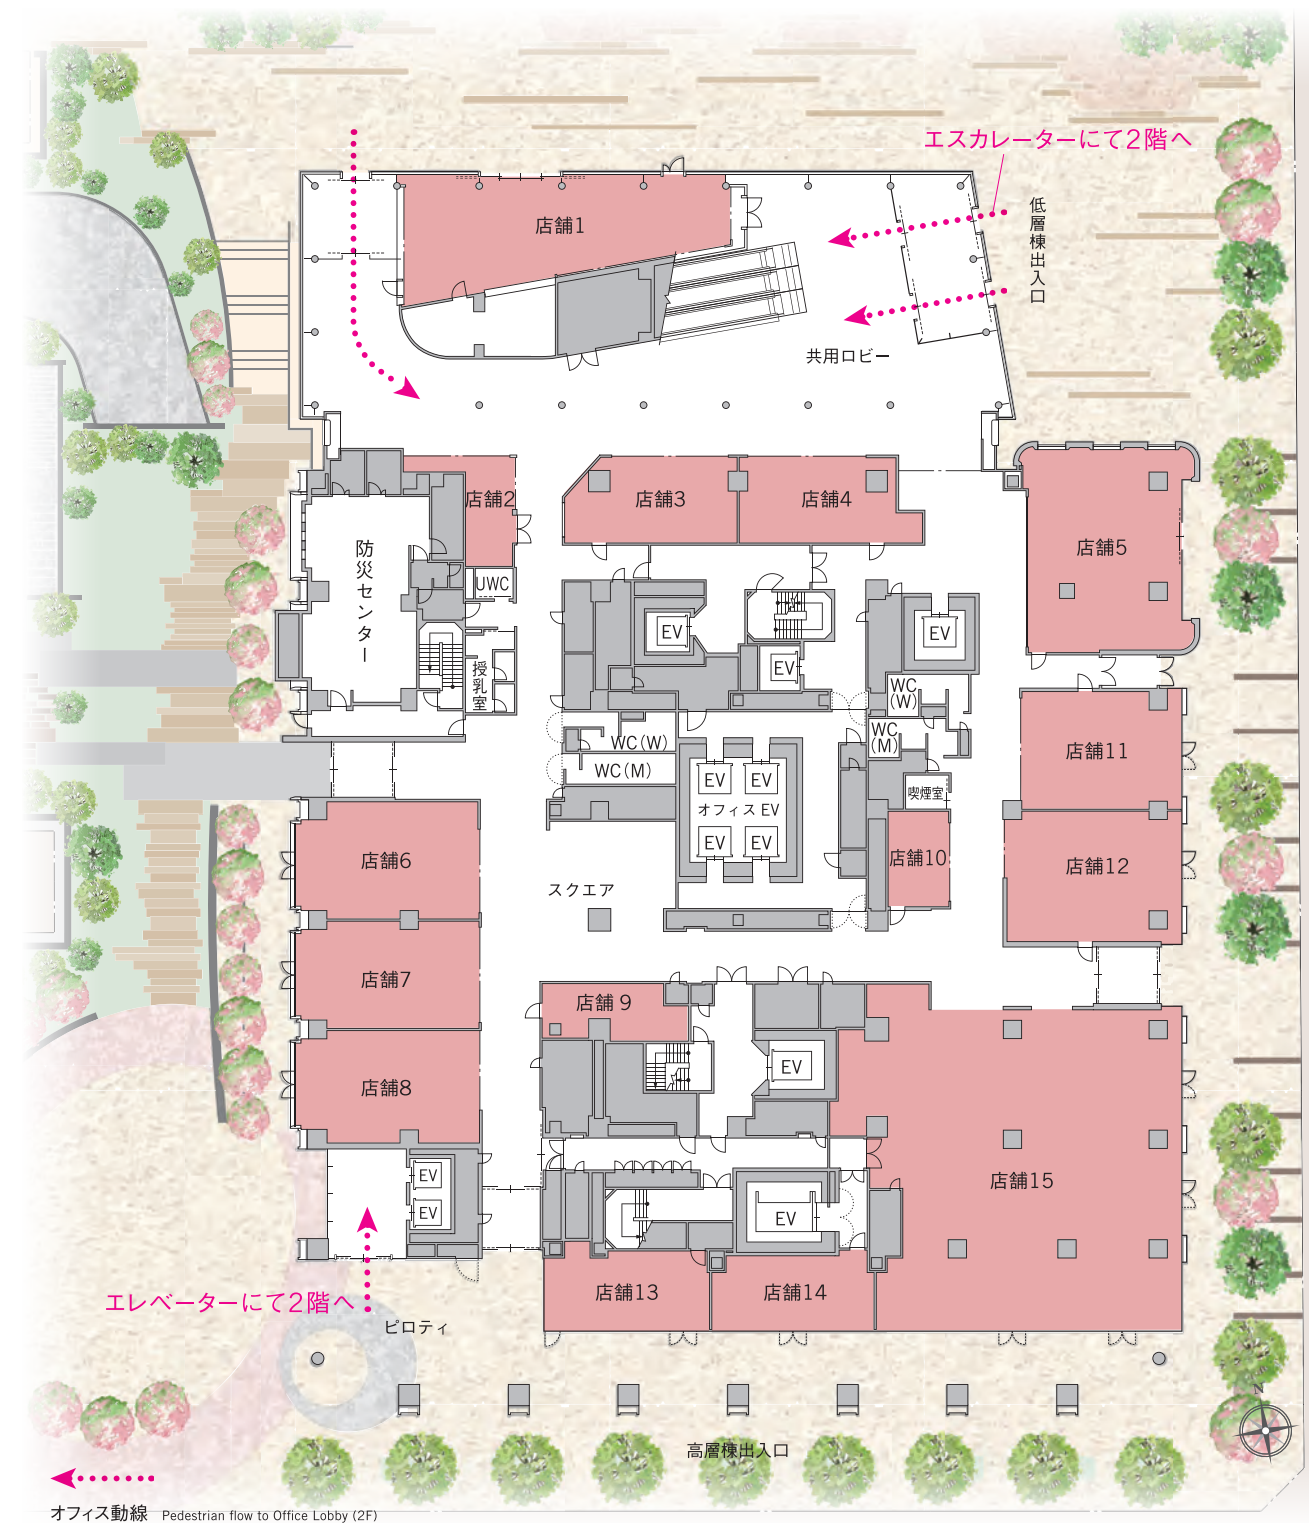 エスカレーターにて2階へ
低層棟出入口
店舗1
共用ロビー
店舗2
店舗3
店舗4
店舗5
防災センター
UWC
授乳室
EV
EV
EV
WC
(W)
WC
(M)
WC(W)
WC(M)
EV
EV
オフィス EV
EV
EV
喫煙室
店舗11
店舗12
店舗10
店舗6
スクエア
店舗7
店舗8
店舗 9
EV
EV
EV
EV
店舗15
店舗13
店舗14
エレベーターにて2階へ
ピロティ
高層棟出入口
N
オフィス動線 Pedestrian flow to Office Lobby (2F)